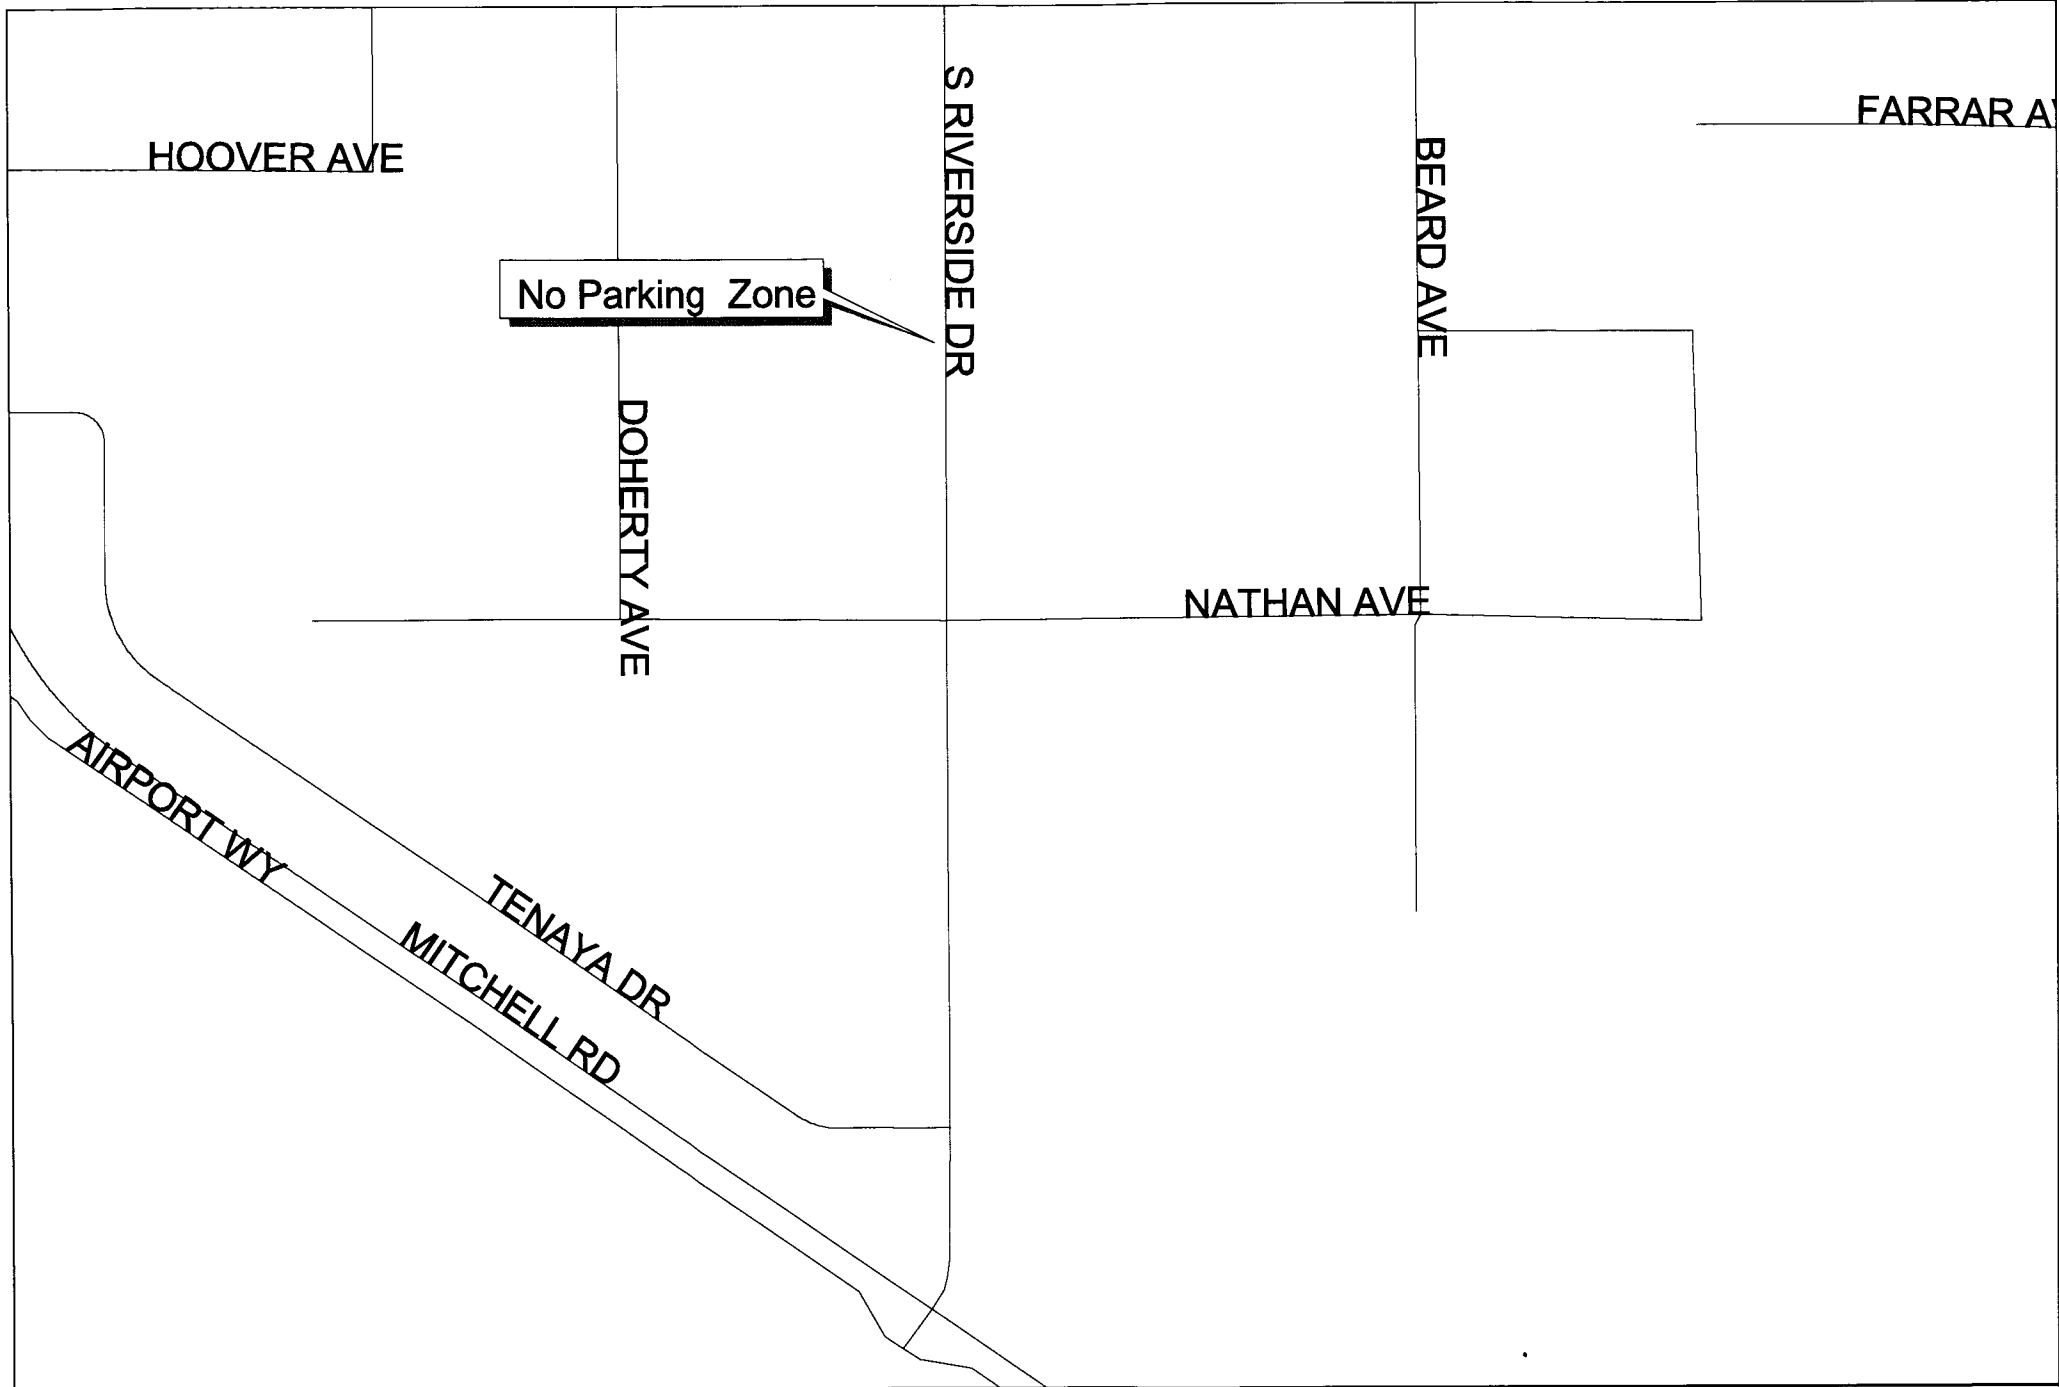 S RIVERSIDE DR
FARRAR A
HOOVER AVE
BEARD AVE
No Parking Zone
DOHERTY AVE
NATHAN AVE
AIRPORT WY
TENAYA DR
MITCHELL RD